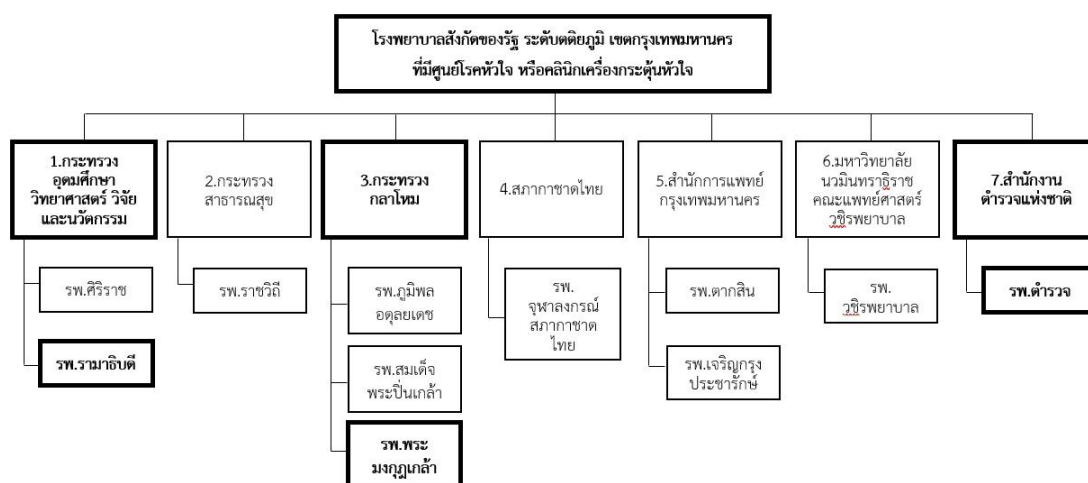 โรงพยาบาลสังกัดของรัฐ ระดับตติยภูมิ เขตกรุงเทพมหานคร
ที่มีศูนย์โรคหัวใจ หรือคลินิกเครื่องกระตุ้นหัวใจ
1.กระทรวง
อุดมศึกษา
วิทยาศาสตร์ วิจัย
และนวัตกรรม
รพ.ศิริราช
รพ.รามาธิบดี
2.กระทรวง
สาธารณสุข
รพ.ราชวิถี
3.กระทรวง
กลาโหม
รพ.ภูมิพล
อดุลยเดช
รพ.สมเด็จ
พระปิ่นเกล้า
รพ.พระ
มงกุฎเกล้า
4.สภากาชาดไทย
รพ.
จุฬาลงกรณ์
สภากาชาด
ไทย
5.สำนักการแพทย์
กรุงเทพมหานคร
รพ.ตากสิน
รพ.เจริญกรุง
ประชารักษ์
6.มหาวิทยาลัย
นวมินทราธิราช
คณะแพทย์ศาสตร์
วชิรพยาบาล
รพ.
วชิรพยาบาล
7.สำนักงาน
ตำรวจแห่งชาติ
รพ.ตำรวจ